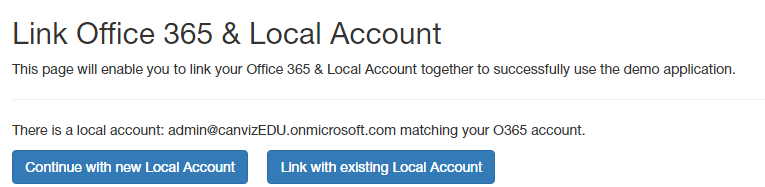 Link Office 365 & Local Account
This page will enable you to link your Office 365 & Local Account together to successfully use the demo application.
There is a local account: admin@canvizEDU.onmicrosoft.com matching your O365 account.
Continue with new Local Account
Link with existing Local Account